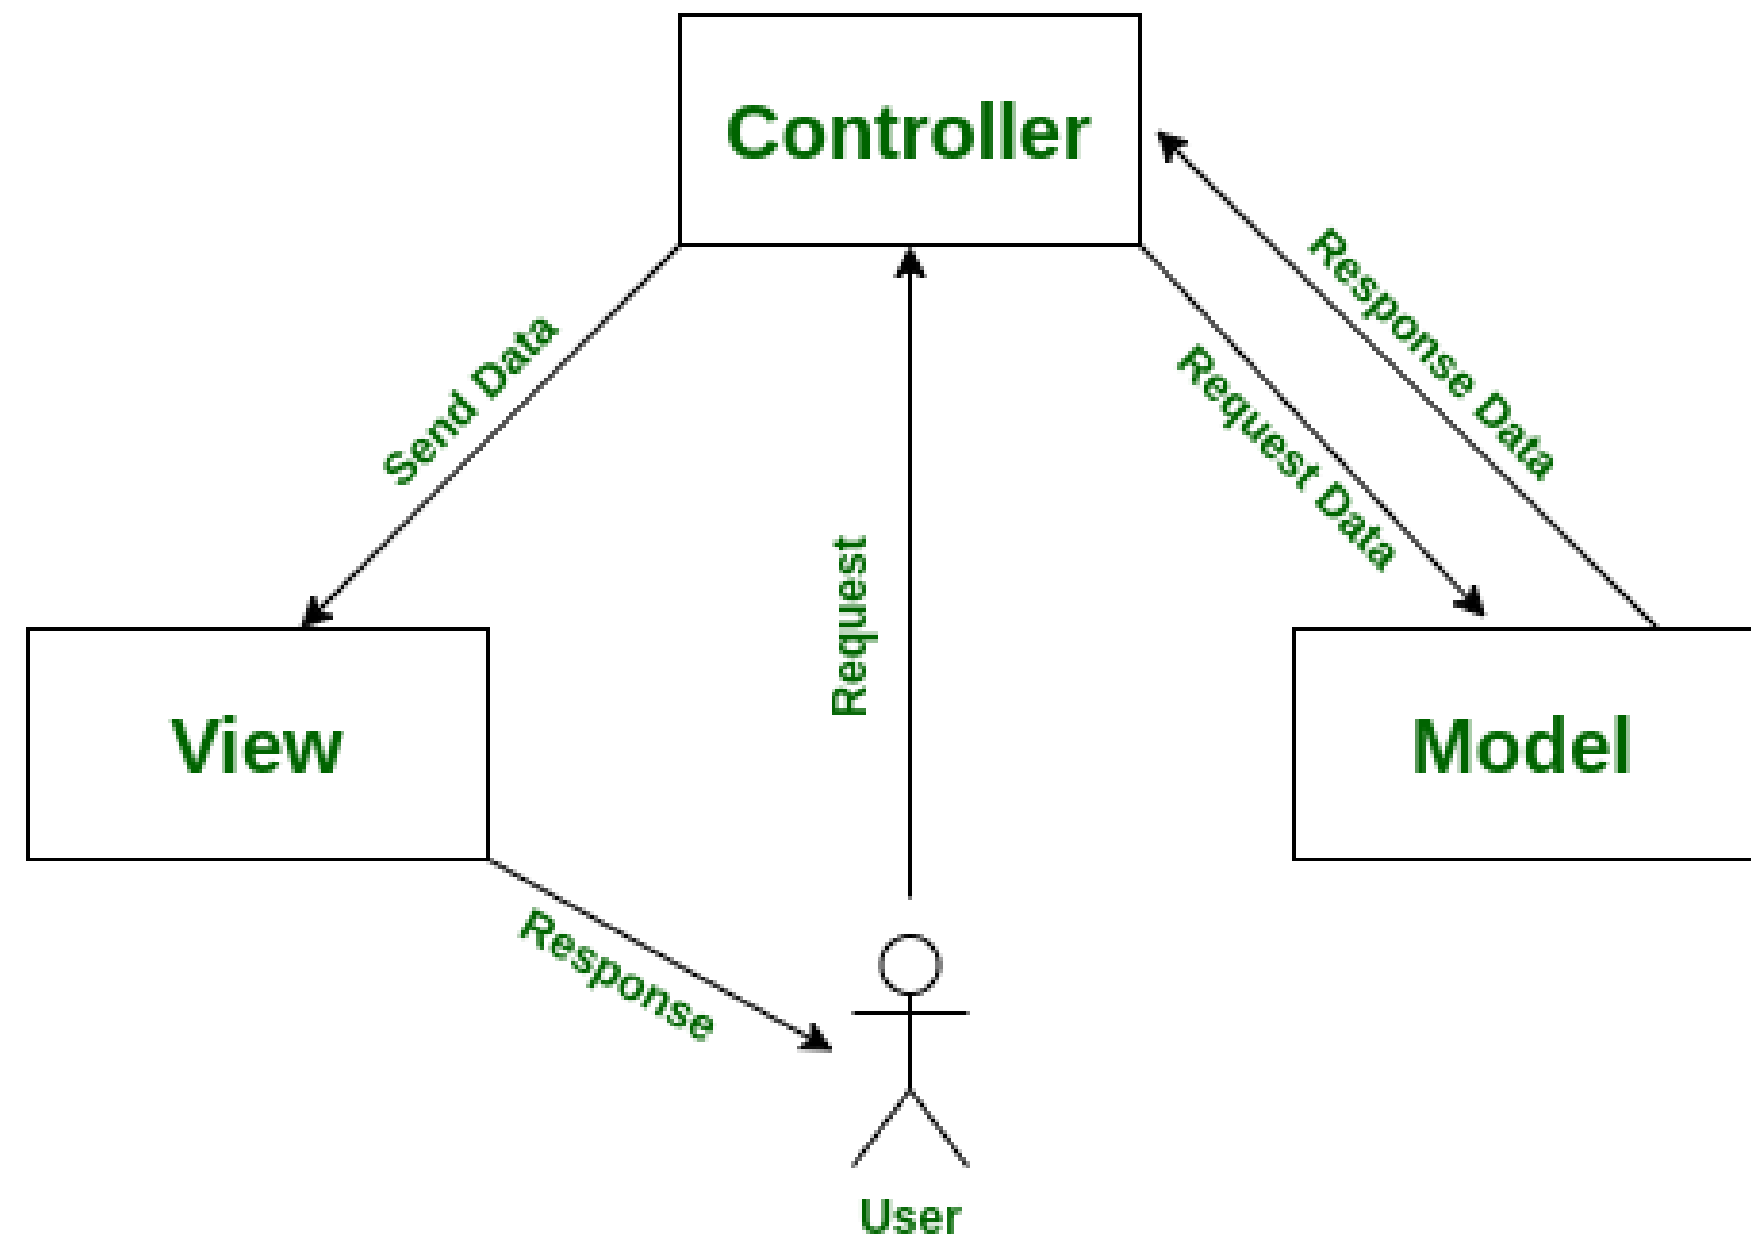 Controller
Send Data
Response Data
Request Data
Request
View
Model
Response
User